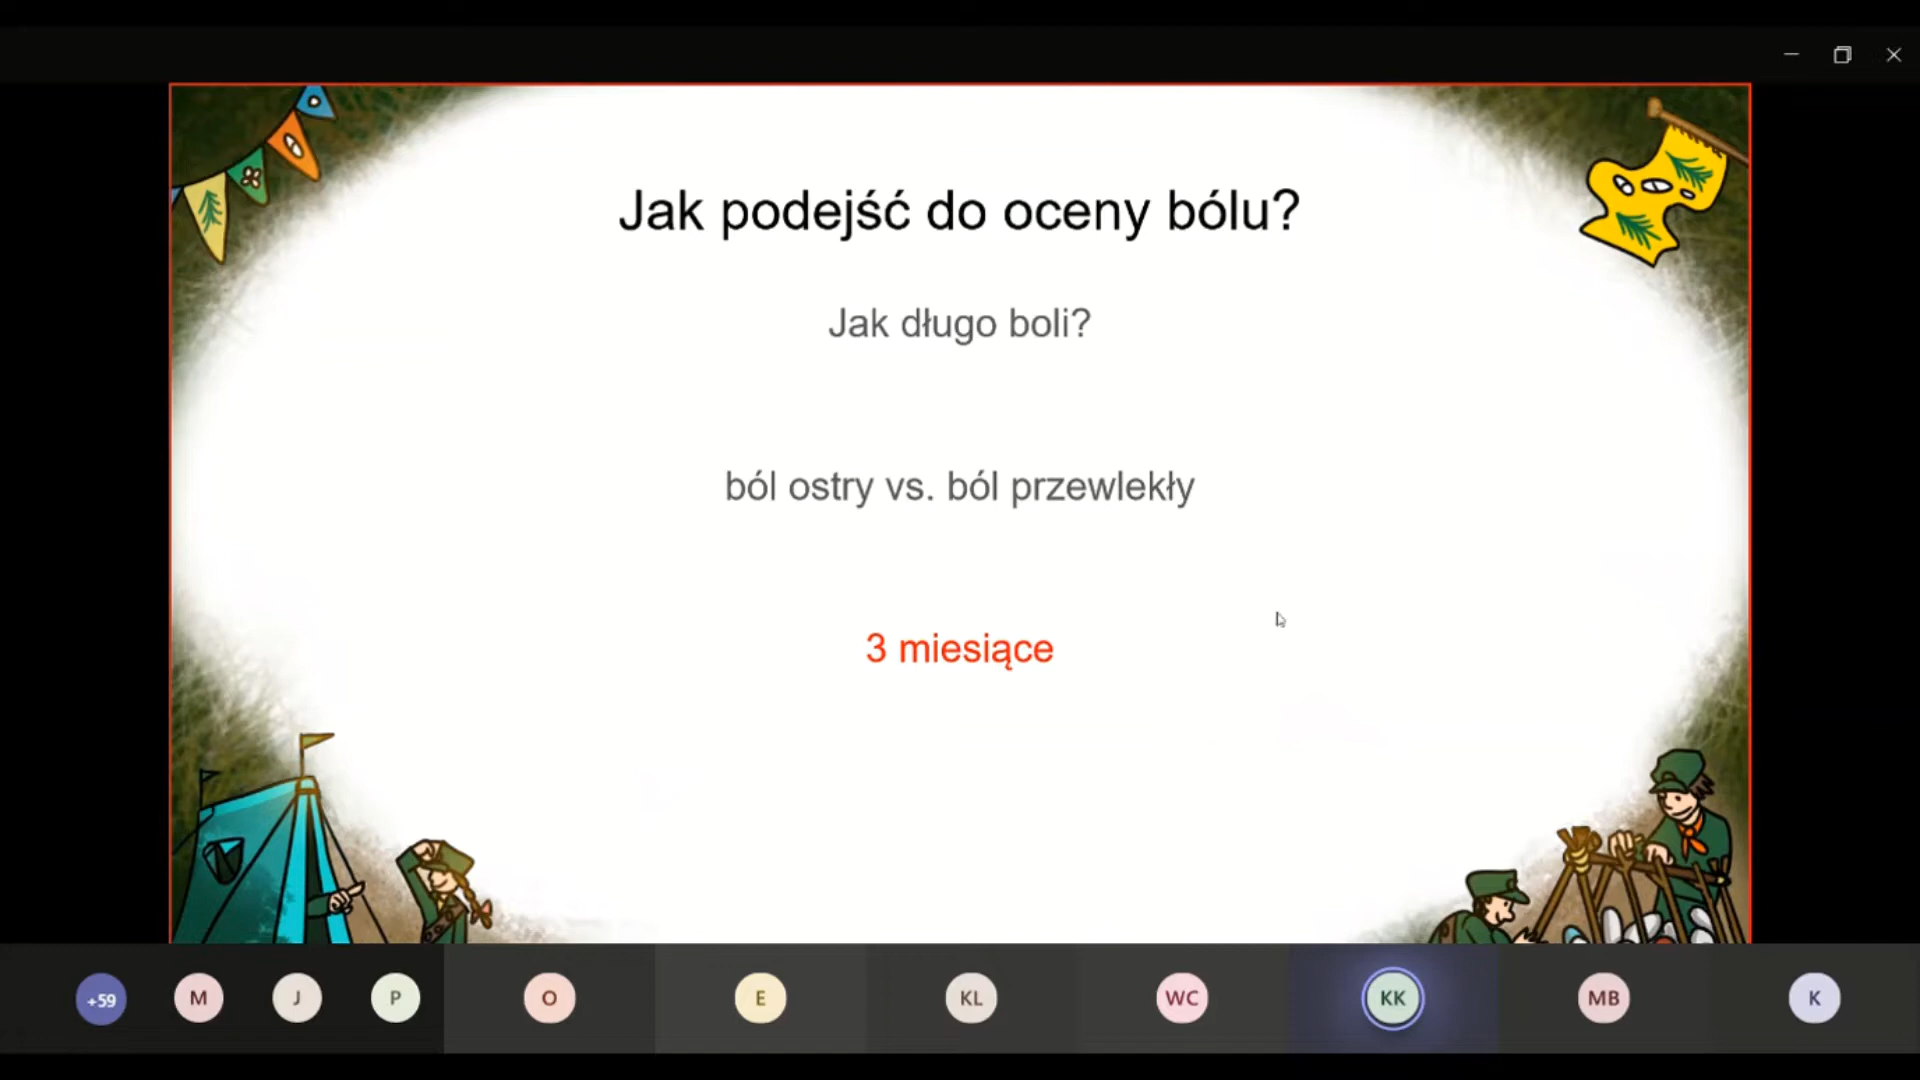 Jak podejść do oceny bólu?
Jak długo boli?
ból ostry vs. ból przewlekły
3 miesiące
+59 M J P O E KL WC KK MB K